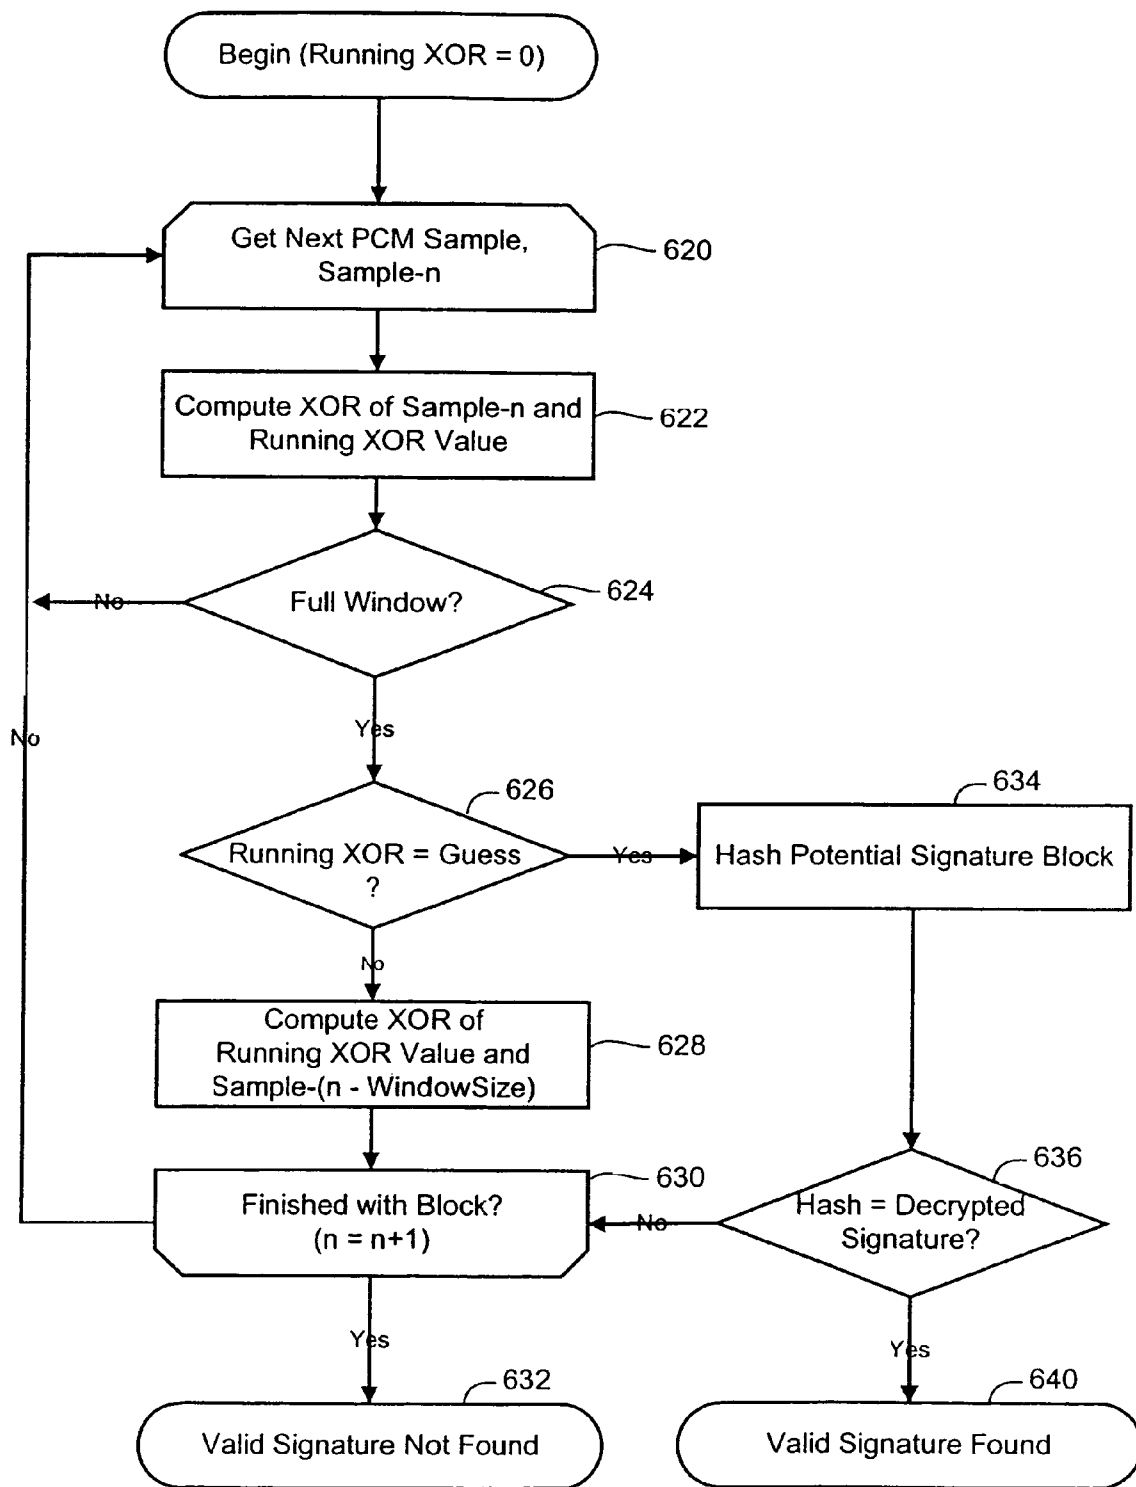 Begin (Running XOR = 0)
Get Next PCM Sample,
Sample-n
620
Compute XOR of Sample-n and
Running XOR Value
622
Full Window?
624
No
Yes
No
Running XOR = Guess
?
626
Yes
Hash Potential Signature Block
634
No
Compute XOR of
Running XOR Value and
Sample-(n - WindowSize)
628
Finished with Block?
(n = n+1)
630
No
Hash = Decrypted
Signature?
636
Yes
Yes
Valid Signature Not Found
632
Valid Signature Found
640